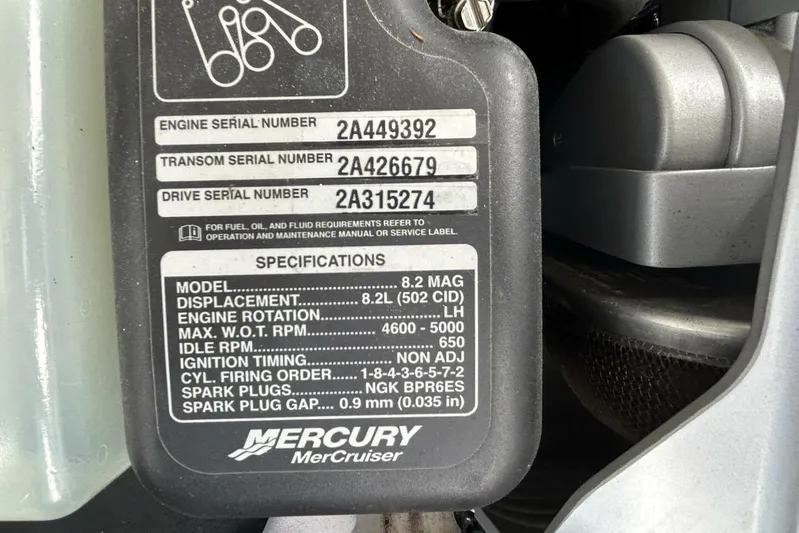 ENGINE SERIAL NUMBER 2A449392
TRANSOM SERIAL NUMBER 2A426679
DRIVE SERIAL NUMBER 2A315274
FOR FUEL, OIL, AND FLUID REQUIREMENTS REFER TO
OPERATION AND MAINTENANCE MANUAL OR SERVICE LABEL.
SPECIFICATIONS
MODEL............................8.2 MAG
DISPLACEMENT..............8.2L (502 CID)
ENGINE ROTATION....................LH
MAX. W.O.T. RPM............4600 - 5000
IDLE RPM................................650
IGNITION TIMING...............NON ADJ
CYL. FIRING ORDER......1-8-4-3-6-5-7-2
SPARK PLUGS.................NGK BPR6ES
SPARK PLUG GAP.... 0.9 mm (0.035 in)
MERCURY
MerCruiser